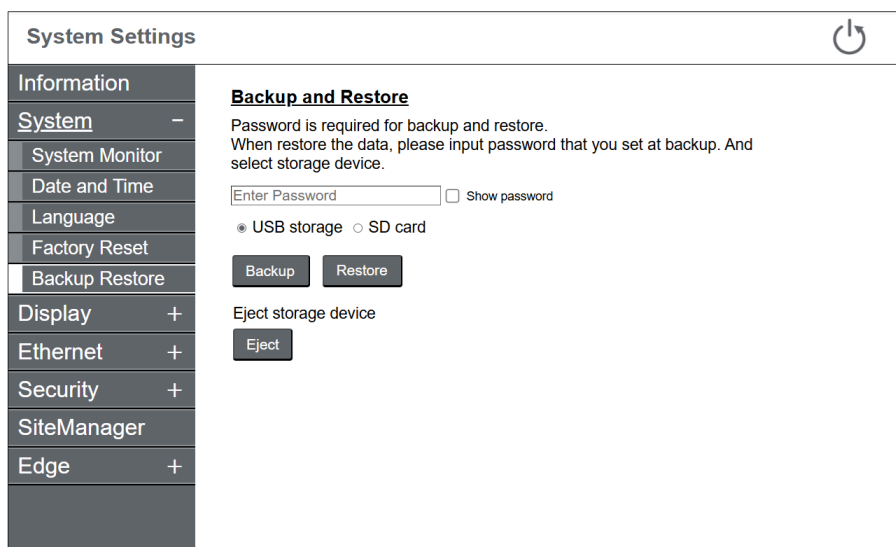 System Settings
Information
System −
System Monitor
Date and Time
Language
Factory Reset
Backup Restore
Display +
Ethernet +
Security +
SiteManager
Edge +
Backup and Restore
Password is required for backup and restore.
When restore the data, please input password that you set at backup. And
select storage device.
Enter Password Show password
USB storage SD card
Backup Restore
Eject storage device
Eject